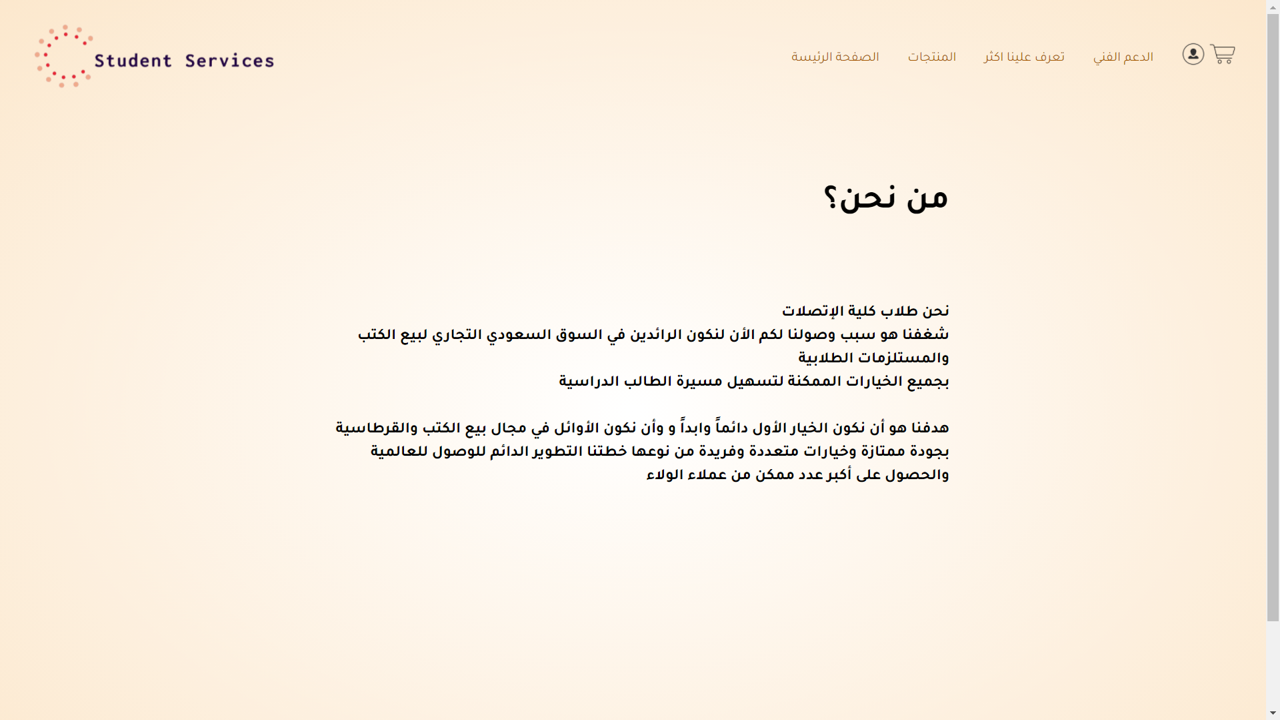 Student Services
الدعم الفني
تعرف علينا اكثر
المنتجات
الصفحة الرئيسة
من نحن؟
نحن طلاب كلية الإتصلات
شغفنا هو سبب وصولنا لكم الأن لنكون الرائدين في السوق السعودي التجاري لبيع الكتب
والمستلزمات الطلابية
بجميع الخيارات الممكنة لتسهيل مسيرة الطالب الدراسية
هدفنا هو أن نكون الخيار الأول دائماً وابداً و وأن نكون الأوائل في مجال بيع الكتب والقرطاسية
بجودة ممتازة وخيارات متعددة وفريدة من نوعها خطتنا التطوير الدائم للوصول للعالمية
والحصول على أكبر عدد ممكن من عملاء الولاء